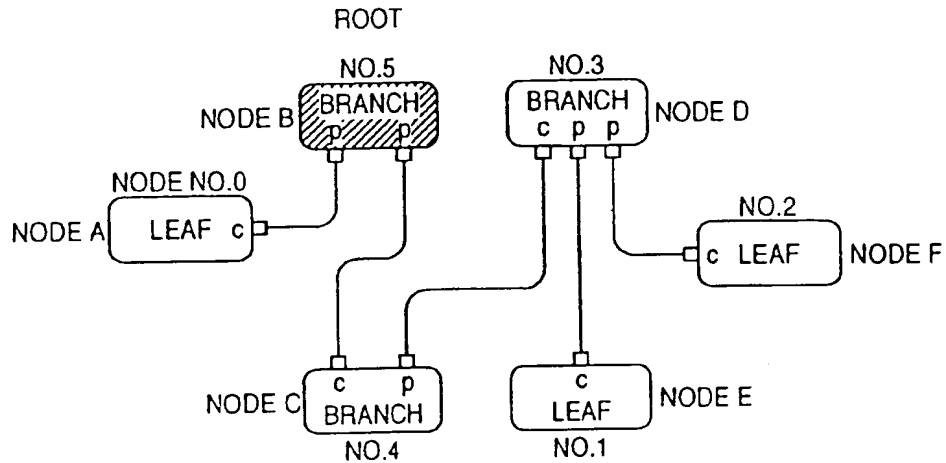 ROOT
NO.5
NODE B
BRANCH
p p
NO.3
BRANCH
c p p
NODE D
NODE NO.0
NODE A
LEAF c
NO.2
c LEAF
NODE F
NODE C
c p
BRANCH
NO.4
c
LEAF
NODE E
NO.1